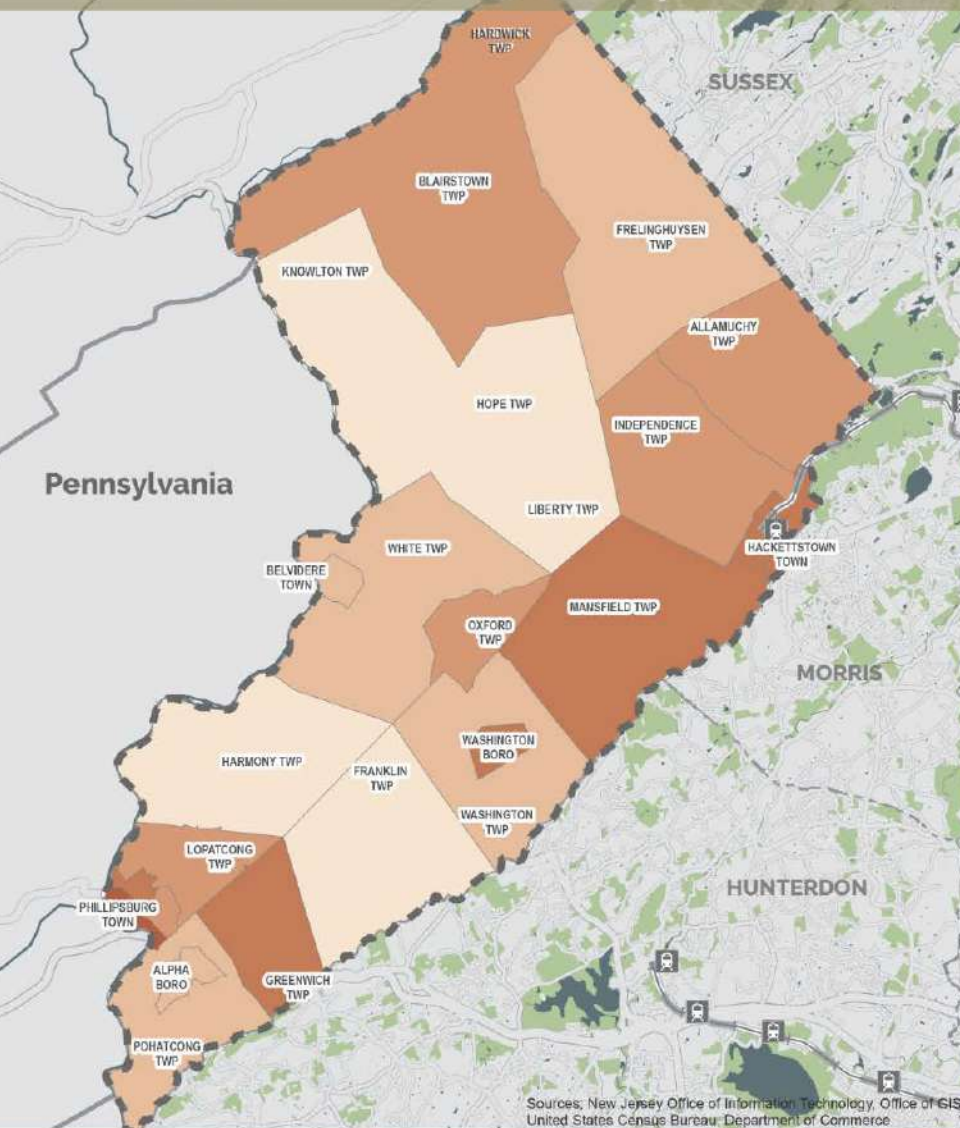 HARDWICK
TWP
SUSSEX
BLAIRSTOWN
TWP
FRELINGHUYSEN
TWP
KNOWLTON TWP
ALLAMUCHY
TWP
HOPE TWP
INDEPENDENCE
TWP
Pennsylvania
LIBERTY TWP
WHITE TWP
HACKETTSTOWN
TOWN
BELVIDERE
TOWN
MANSFIELD TWP
OXFORD
TWP
MORRIS
WASHINGTON
BORO
HARMONY TWP
FRANKLIN
TWP
WASHINGTON
TWP
LOPATCONG
TWP
HUNTERDON
PHILLIPSBURG
TOWN
ALPHA
BORO
GREENWICH
TWP
POHATCONG
TWP
Sources; New Jersey Office of Information Technology, Office of GIS
United States Census Bureau, Department of Commerce